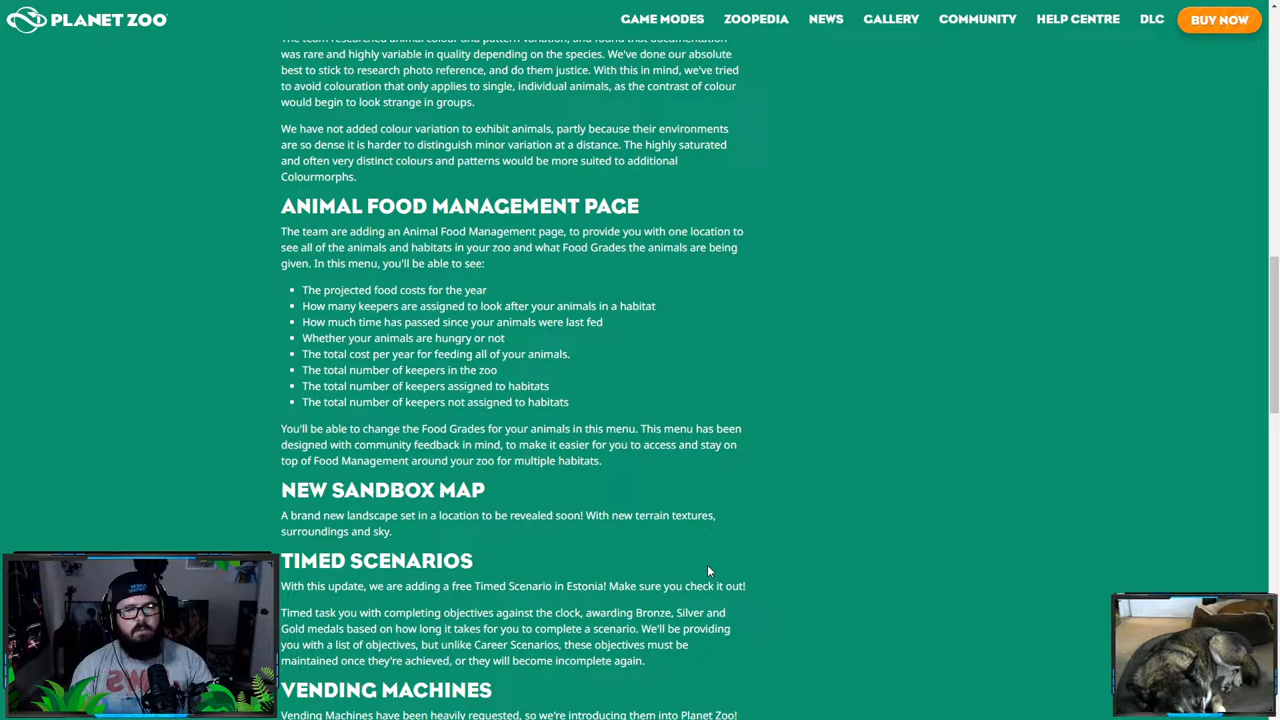 PLANET ZOO
GAME MODES ZOOPEDIA NEWS GALLERY COMMUNITY HELP CENTRE DLC BUY NOW
The team researched animal colour and pattern variation, and found that documentation
was rare and highly variable in quality depending on the species. We've done our absolute
best to stick to research photo reference, and do them justice. With this in mind, we've tried
to avoid colouration that only applies to single, individual animals, as the contrast of colour
would begin to look strange in groups.
We have not added colour variation to exhibit animals, partly because their environments
are so dense it is harder to distinguish minor variation at a distance. The highly saturated
and often very distinct colours and patterns would be more suited to additional
Colourmorphs.
ANIMAL FOOD MANAGEMENT PAGE
The team are adding an Animal Food Management page, to provide you with one location to
see all of the animals and habitats in your zoo and what Food Grades the animals are being
given. In this menu, you'll be able to see:
• The projected food costs for the year
• How many keepers are assigned to look after your animals in a habitat
• How much time has passed since your animals were last fed
• Whether your animals are hungry or not
• The total cost per year for feeding all of your animals.
• The total number of keepers in the zoo
• The total number of keepers assigned to habitats
• The total number of keepers not assigned to habitats
You'll be able to change the Food Grades for your animals in this menu. This menu has been
designed with community feedback in mind, to make it easier for you to access and stay on
top of Food Management around your zoo for multiple habitats.
NEW SANDBOX MAP
A brand new landscape set in a location to be revealed soon! With new terrain textures,
surroundings and sky.
TIMED SCENARIOS
With this update, we are adding a free Timed Scenario in Estonia! Make sure you check it out!
Timed task you with completing objectives against the clock, awarding Bronze, Silver and
Gold medals based on how long it takes for you to complete a scenario. We'll be providing
you with a list of objectives, but unlike Career Scenarios, these objectives must be
maintained once they're achieved, or they will become incomplete again.
VENDING MACHINES
Vending Machines have been heavily requested, so we're introducing them into Planet Zoo!